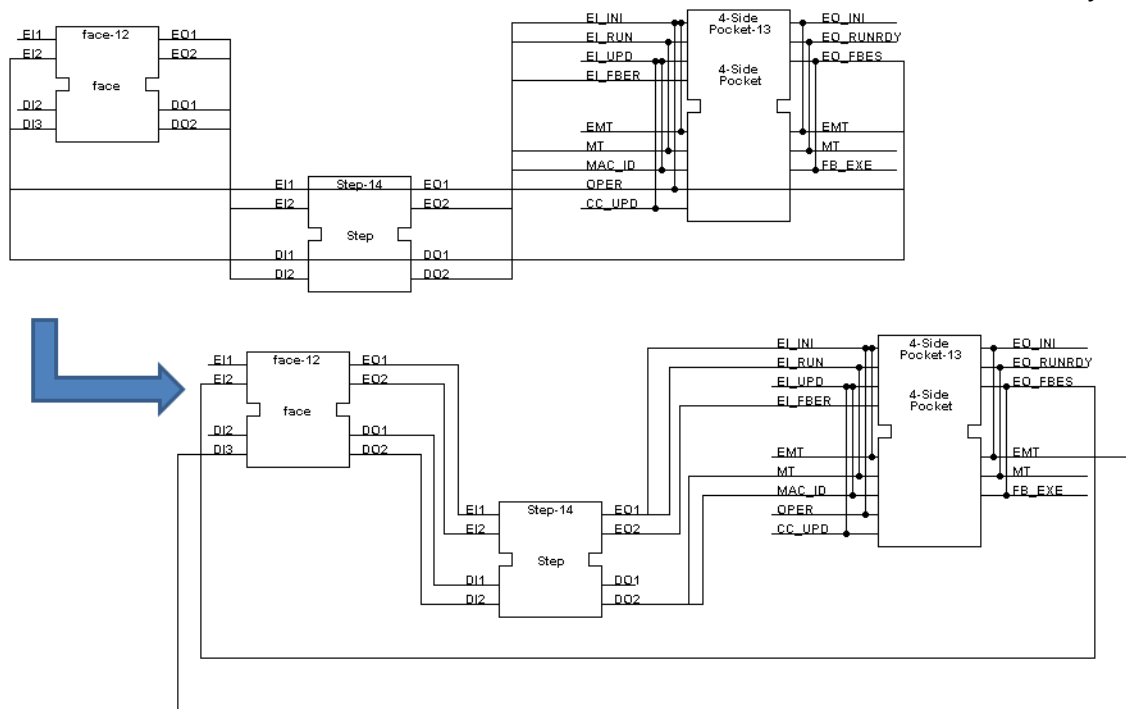 face-12
EI1
EI2
EO1
EO2
face
DI2
DI3
DO1
DO2
Step-14
EI1
EI2
EO1
EO2
Step
DI1
DI2
DO1
DO2
4-Side
Pocket-13
EI_INI
EI_RUN
EI_UPD
EI_FBER
EO_INI
EO_RUNRDY
EO_FBES
4-Side
Pocket
EMT
MT
MAC_ID
OPER
CC_UPD
EMT
MT
FB_EXE
face-12
EI1
EI2
EO1
EO2
face
DI2
DI3
DO1
DO2
Step-14
EI1
EI2
EO1
EO2
Step
DI1
DI2
DO1
DO2
4-Side
Pocket-13
EI_INI
EI_RUN
EI_UPD
EI_FBER
EO_INI
EO_RUNRDY
EO_FBES
4-Side
Pocket
EMT
MT
MAC_ID
OPER
CC_UPD
EMT
MT
FB_EXE